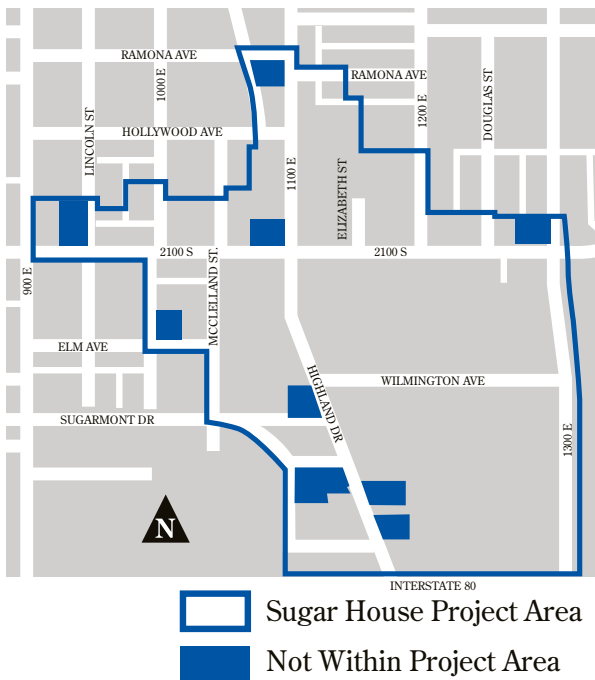 RAMONA AVE
1000 E
RAMONA AVE
1200 E
DOUGLAS ST
LINCOLN ST
HOLLYWOOD AVE
1100 E
ELIZABETH ST
2100 S
2100 S
900 E
MCCLELLAND ST.
ELM AVE
HIGHLAND DR
WILMINGTON AVE
SUGARMONT DR
1300 E
N
INTERSTATE 80
Sugar House Project Area
Not Within Project Area